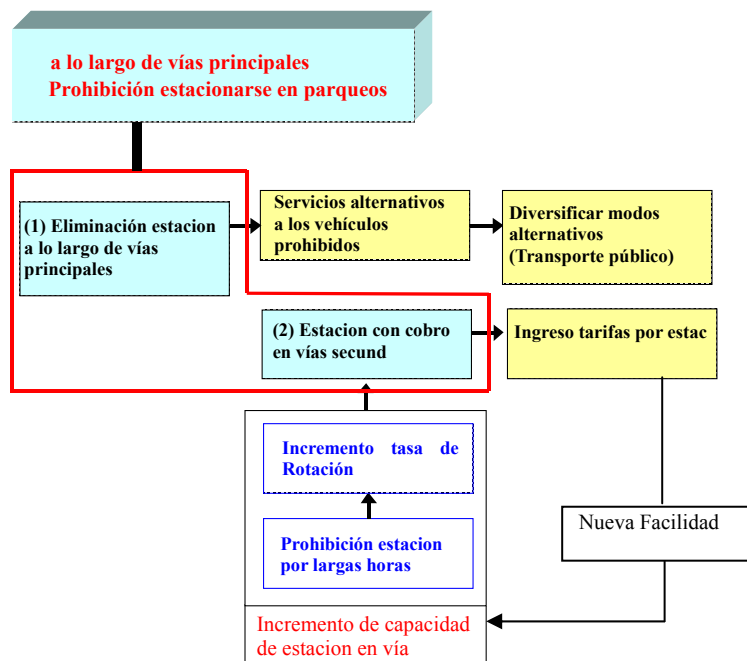 a lo largo de vías principales
Prohibición estacionarse en parqueos
(1) Eliminación estacion
a lo largo de vías
principales
Servicios alternativos
a los vehículos
prohibidos
Diversificar modos
alternativos
(Transporte público)
(2) Estacion con cobro
en vías secund
Ingreso tarifas por estac
Incremento tasa de
Rotación
Prohibición estacion
por largas horas
Nueva Facilidad
Incremento de capacidad
de estacion en vía